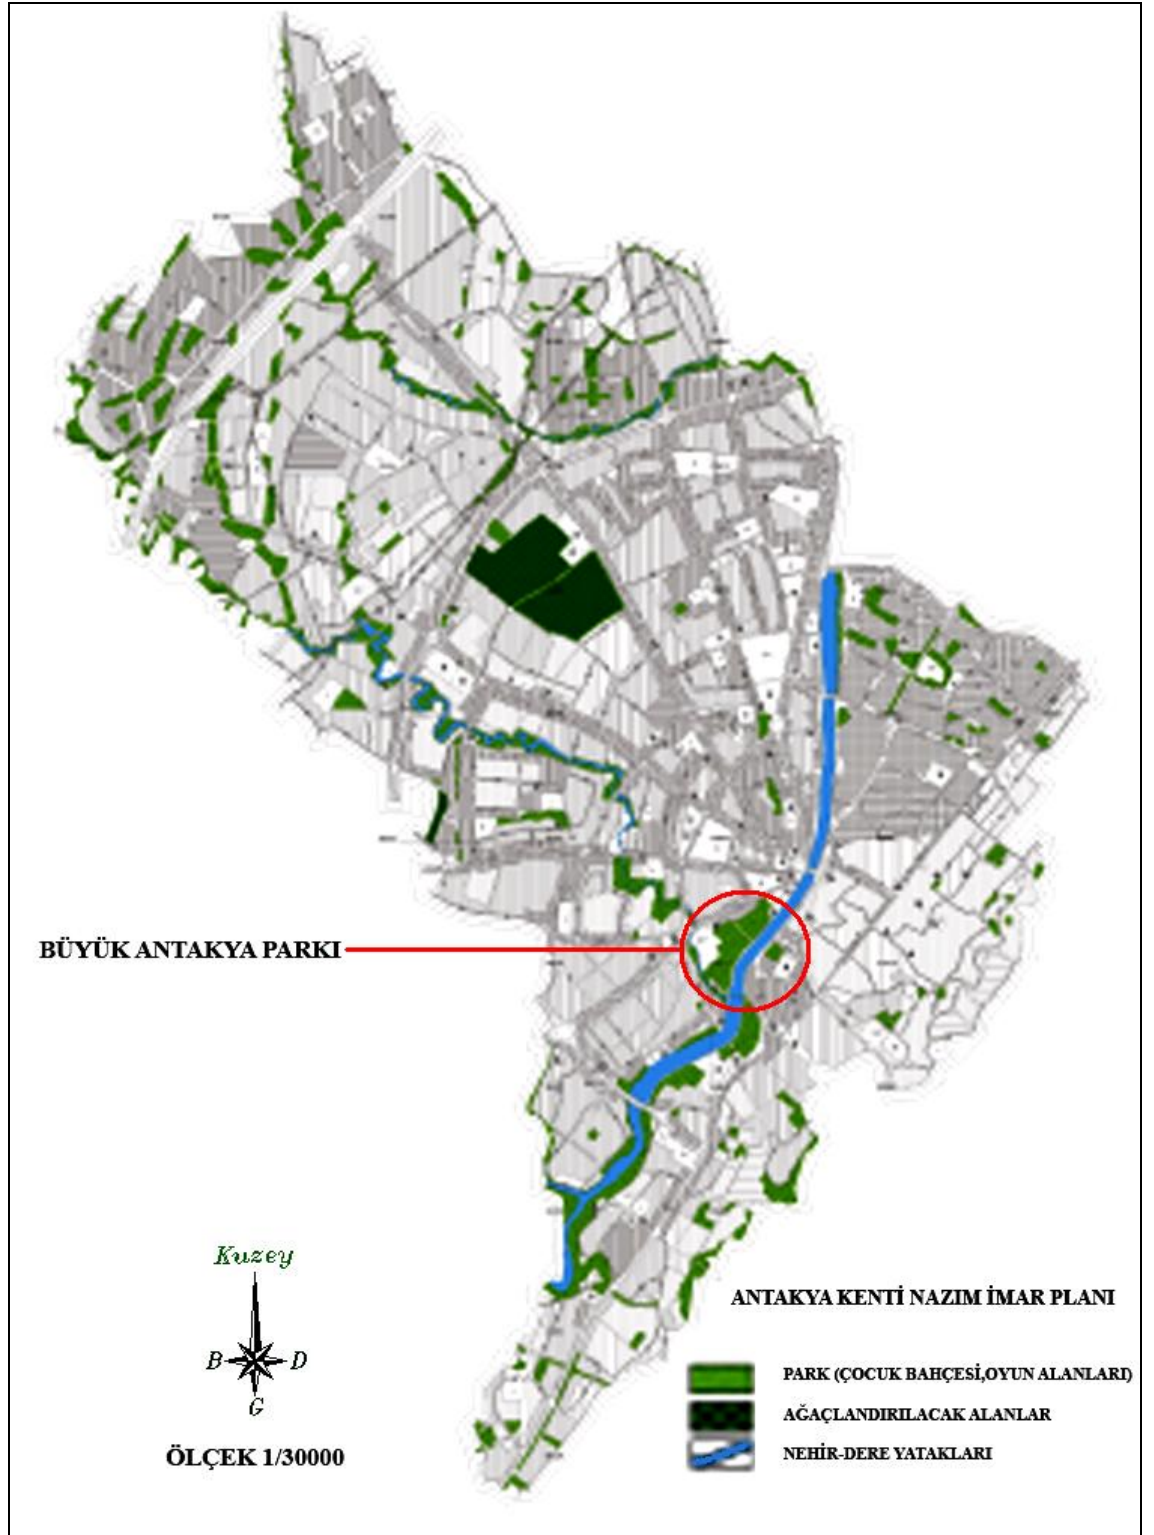 BÜYÜK ANTAKYA PARKI
Kuzey
B
D
G
ÖLÇEK 1/30000
ANTAKYA KENTİ NAZIM İMAR PLANI
PARK (ÇOCUK BAHÇESİ,OYUN ALANLARI)
AĞAÇLANDIRILACAK ALANLAR
NEHİR-DERE YATAKLARI